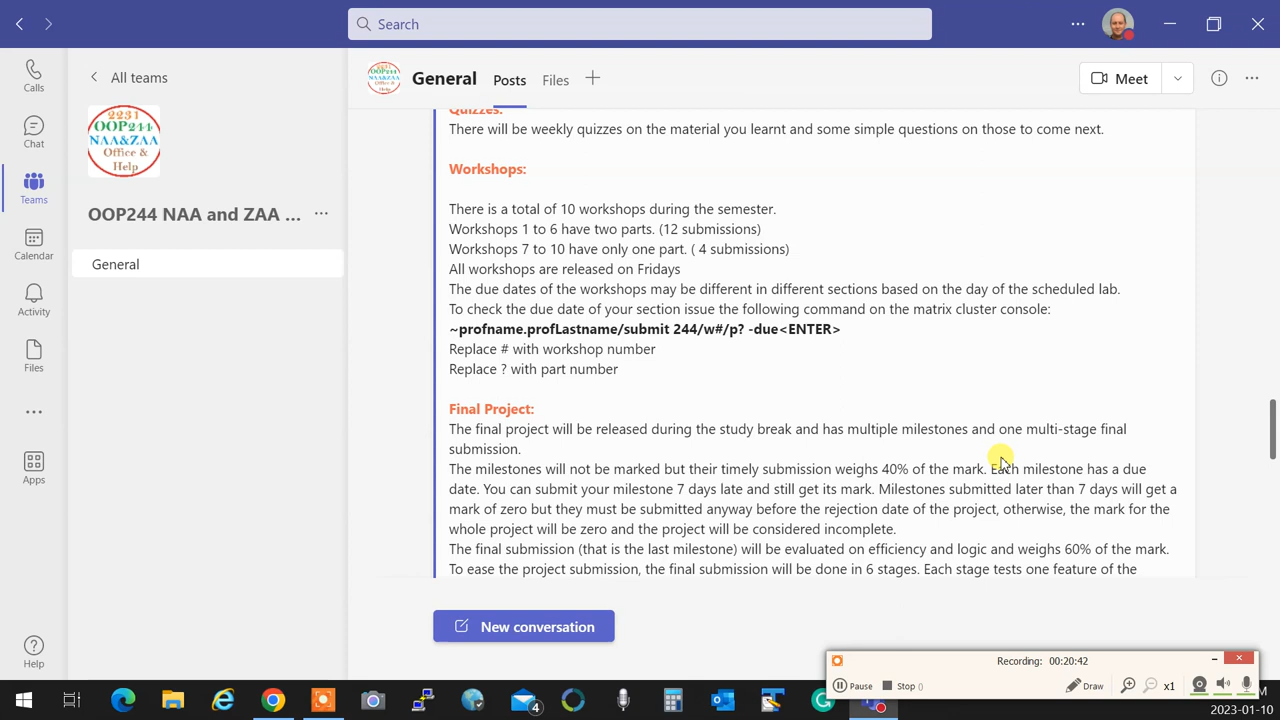 Search
Calls
Chat
Teams
Calendar
Activity
Files
Apps
Help
All teams
2231
OOP244
NAA&ZAA
Office &
Help
OOP244 NAA and ZAA ...
General
2231
OOP244
NAA&ZAA
Office &
Help
General
Posts
Files
Meet
Quizzes:
There will be weekly quizzes on the material you learnt and some simple questions on those to come next.
Workshops:
There is a total of 10 workshops during the semester.
Workshops 1 to 6 have two parts. (12 submissions)
Workshops 7 to 10 have only one part. ( 4 submissions)
All workshops are released on Fridays
The due dates of the workshops may be different in different sections based on the day of the scheduled lab.
To check the due date of your section issue the following command on the matrix cluster console:
~profname.profLastname/submit 244/w#/p? -due<ENTER>
Replace # with workshop number
Replace ? with part number
Final Project:
The final project will be released during the study break and has multiple milestones and one multi-stage final
submission.
The milestones will not be marked but their timely submission weighs 40% of the mark. Each milestone has a due
date. You can submit your milestone 7 days late and still get its mark. Milestones submitted later than 7 days will get a
mark of zero but they must be submitted anyway before the rejection date of the project, otherwise, the mark for the
whole project will be zero and the project will be considered incomplete.
The final submission (that is the last milestone) will be evaluated on efficiency and logic and weighs 60% of the mark.
To ease the project submission, the final submission will be done in 6 stages. Each stage tests one feature of the
New conversation
Recording: 00:20:42
Pause
Stop ()
Draw
x1
4
2023-01-10